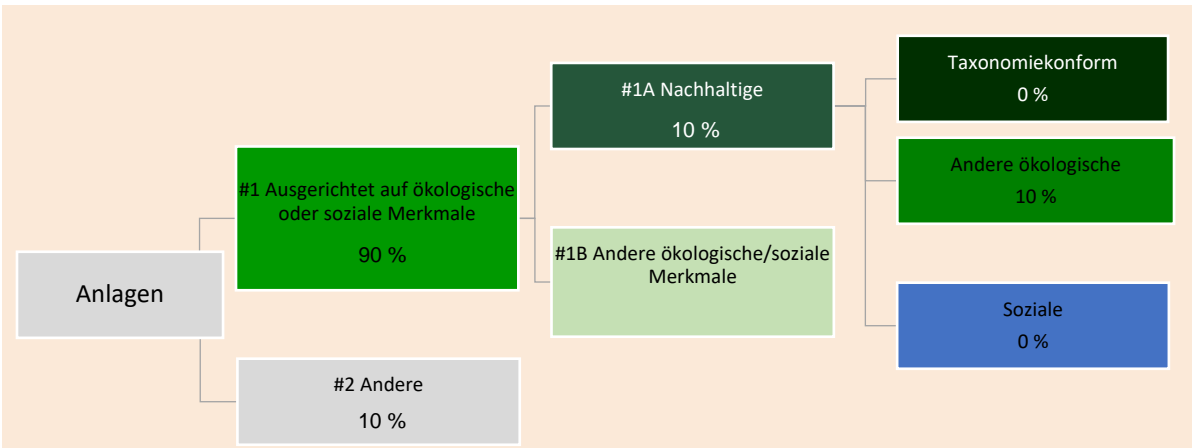 Anlagen
#1 Ausgerichtet auf ökologische
oder soziale Merkmale
90 %
#2 Andere
10 %
#1A Nachhaltige
10 %
#1B Andere ökologische/soziale
Merkmale
Taxonomiekonform
0 %
Andere ökologische
10 %
Soziale
0 %